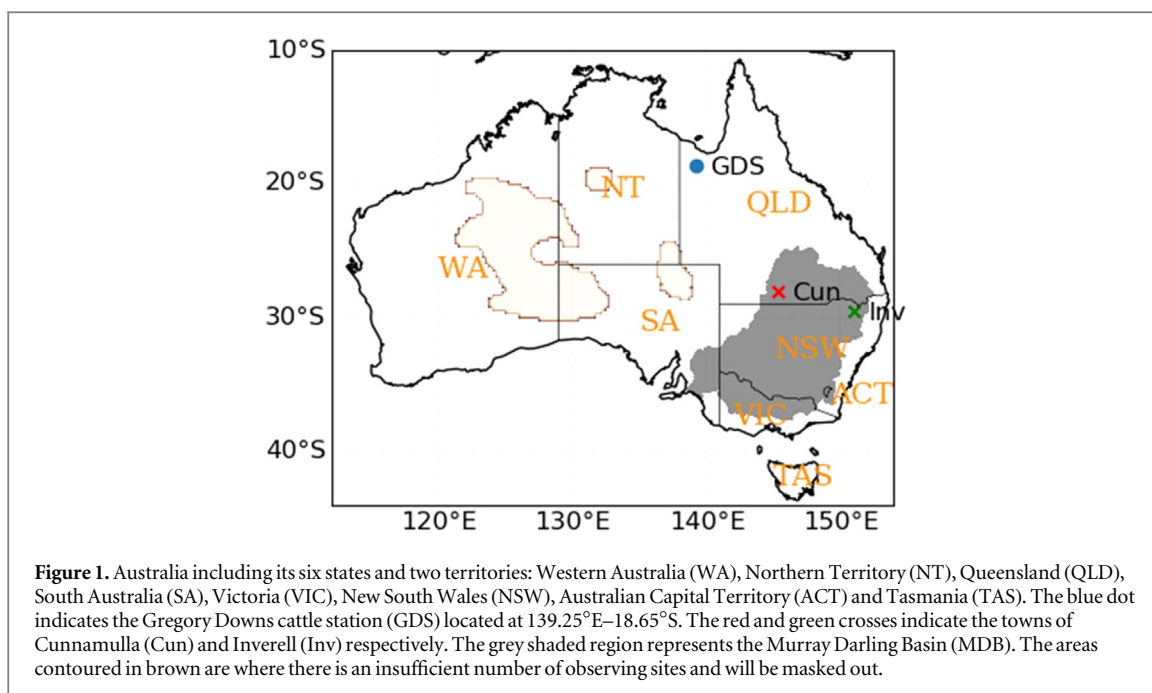 10°S
GDS
20°S
NT
QLD
WA
Cun
30°S
SA
Inv
NSW
ACT
VIC
40°S
TAS
120°E 130°E 140°E 150°E
Figure 1. Australia including its six states and two territories: Western Australia (WA), Northern Territory (NT), Queensland (QLD),
South Australia (SA), Victoria (VIC), New South Wales (NSW), Australian Capital Territory (ACT) and Tasmania (TAS). The blue dot
indicates the Gregory Downs cattle station (GDS) located at 139.25°E–18.65°S. The red and green crosses indicate the towns of
Cunnamulla (Cun) and Inverell (Inv) respectively. The grey shaded region represents the Murray Darling Basin (MDB). The areas
contoured in brown are where there is an insufficient number of observing sites and will be masked out.